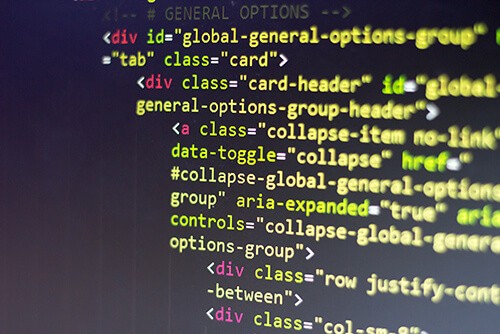 <!-- # GENERAL OPTIONS -->
<div id="global-general-options-group"
="tab" class="card">
<div class="card-header" id="global
general-options-group-header">
<a class="collapse-item no-link
data-toggle="collapse" href="
#collapse-global-general-options
group" aria-expanded="true" aria
controls="collapse-global-gener
options-group">
<div class="row justify-cont
-between">
<div class="col-sm-8">